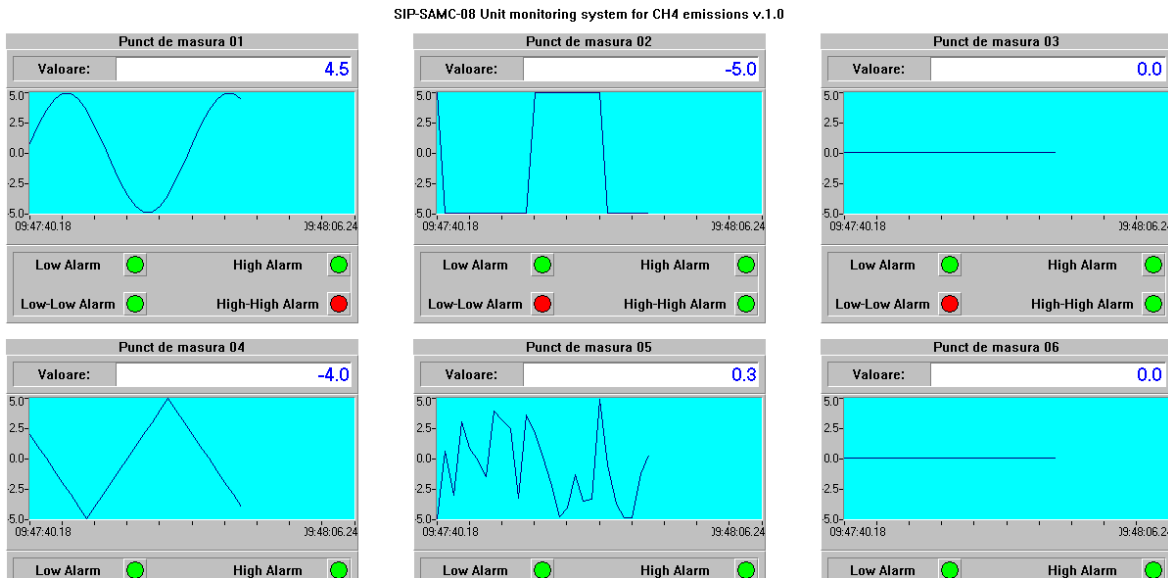 SIP-SAMC-08 Unit monitoring system for CH4 emissions v.1.0
Punct de masura 01
Valoare: 4.5
5.0
2.5
0.0
-2.5
-5.0
09:47:40.18 09:48:06.24
Low Alarm High Alarm
Low-Low Alarm High-High Alarm
Punct de masura 02
Valoare: -5.0
5.0
2.5
0.0
-2.5
-5.0
09:47:40.18 09:48:06.24
Low Alarm High Alarm
Low-Low Alarm High-High Alarm
Punct de masura 03
Valoare: 0.0
5.0
2.5
0.0
-2.5
-5.0
09:47:40.18 09:48:06.24
Low Alarm High Alarm
Low-Low Alarm High-High Alarm
Punct de masura 04
Valoare: -4.0
5.0
2.5
0.0
-2.5
-5.0
09:47:40.18 09:48:06.24
Low Alarm High Alarm
Punct de masura 05
Valoare: 0.3
5.0
2.5
0.0
-2.5
-5.0
09:47:40.18 09:48:06.24
Low Alarm High Alarm
Punct de masura 06
Valoare: 0.0
5.0
2.5
0.0
-2.5
-5.0
09:47:40.18 09:48:06.24
Low Alarm High Alarm